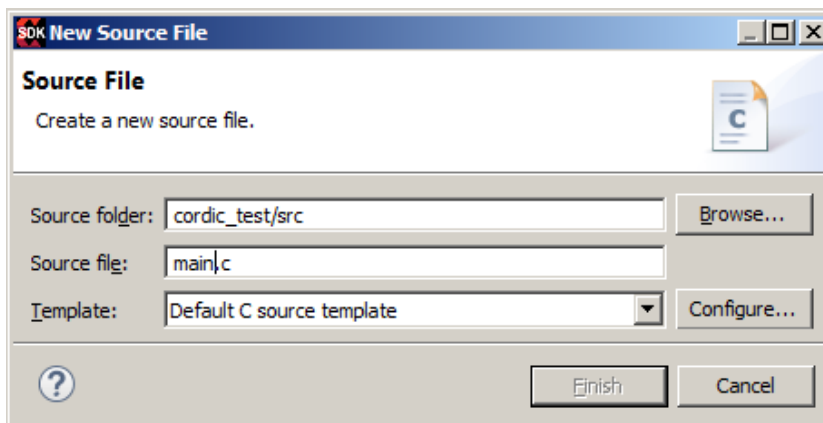 SDK New Source File
Source File
Create a new source file.
C
Source folder: cordic_test/src Browse...
Source file: main.c
Template: Default C source template Configure...
? Finish Cancel